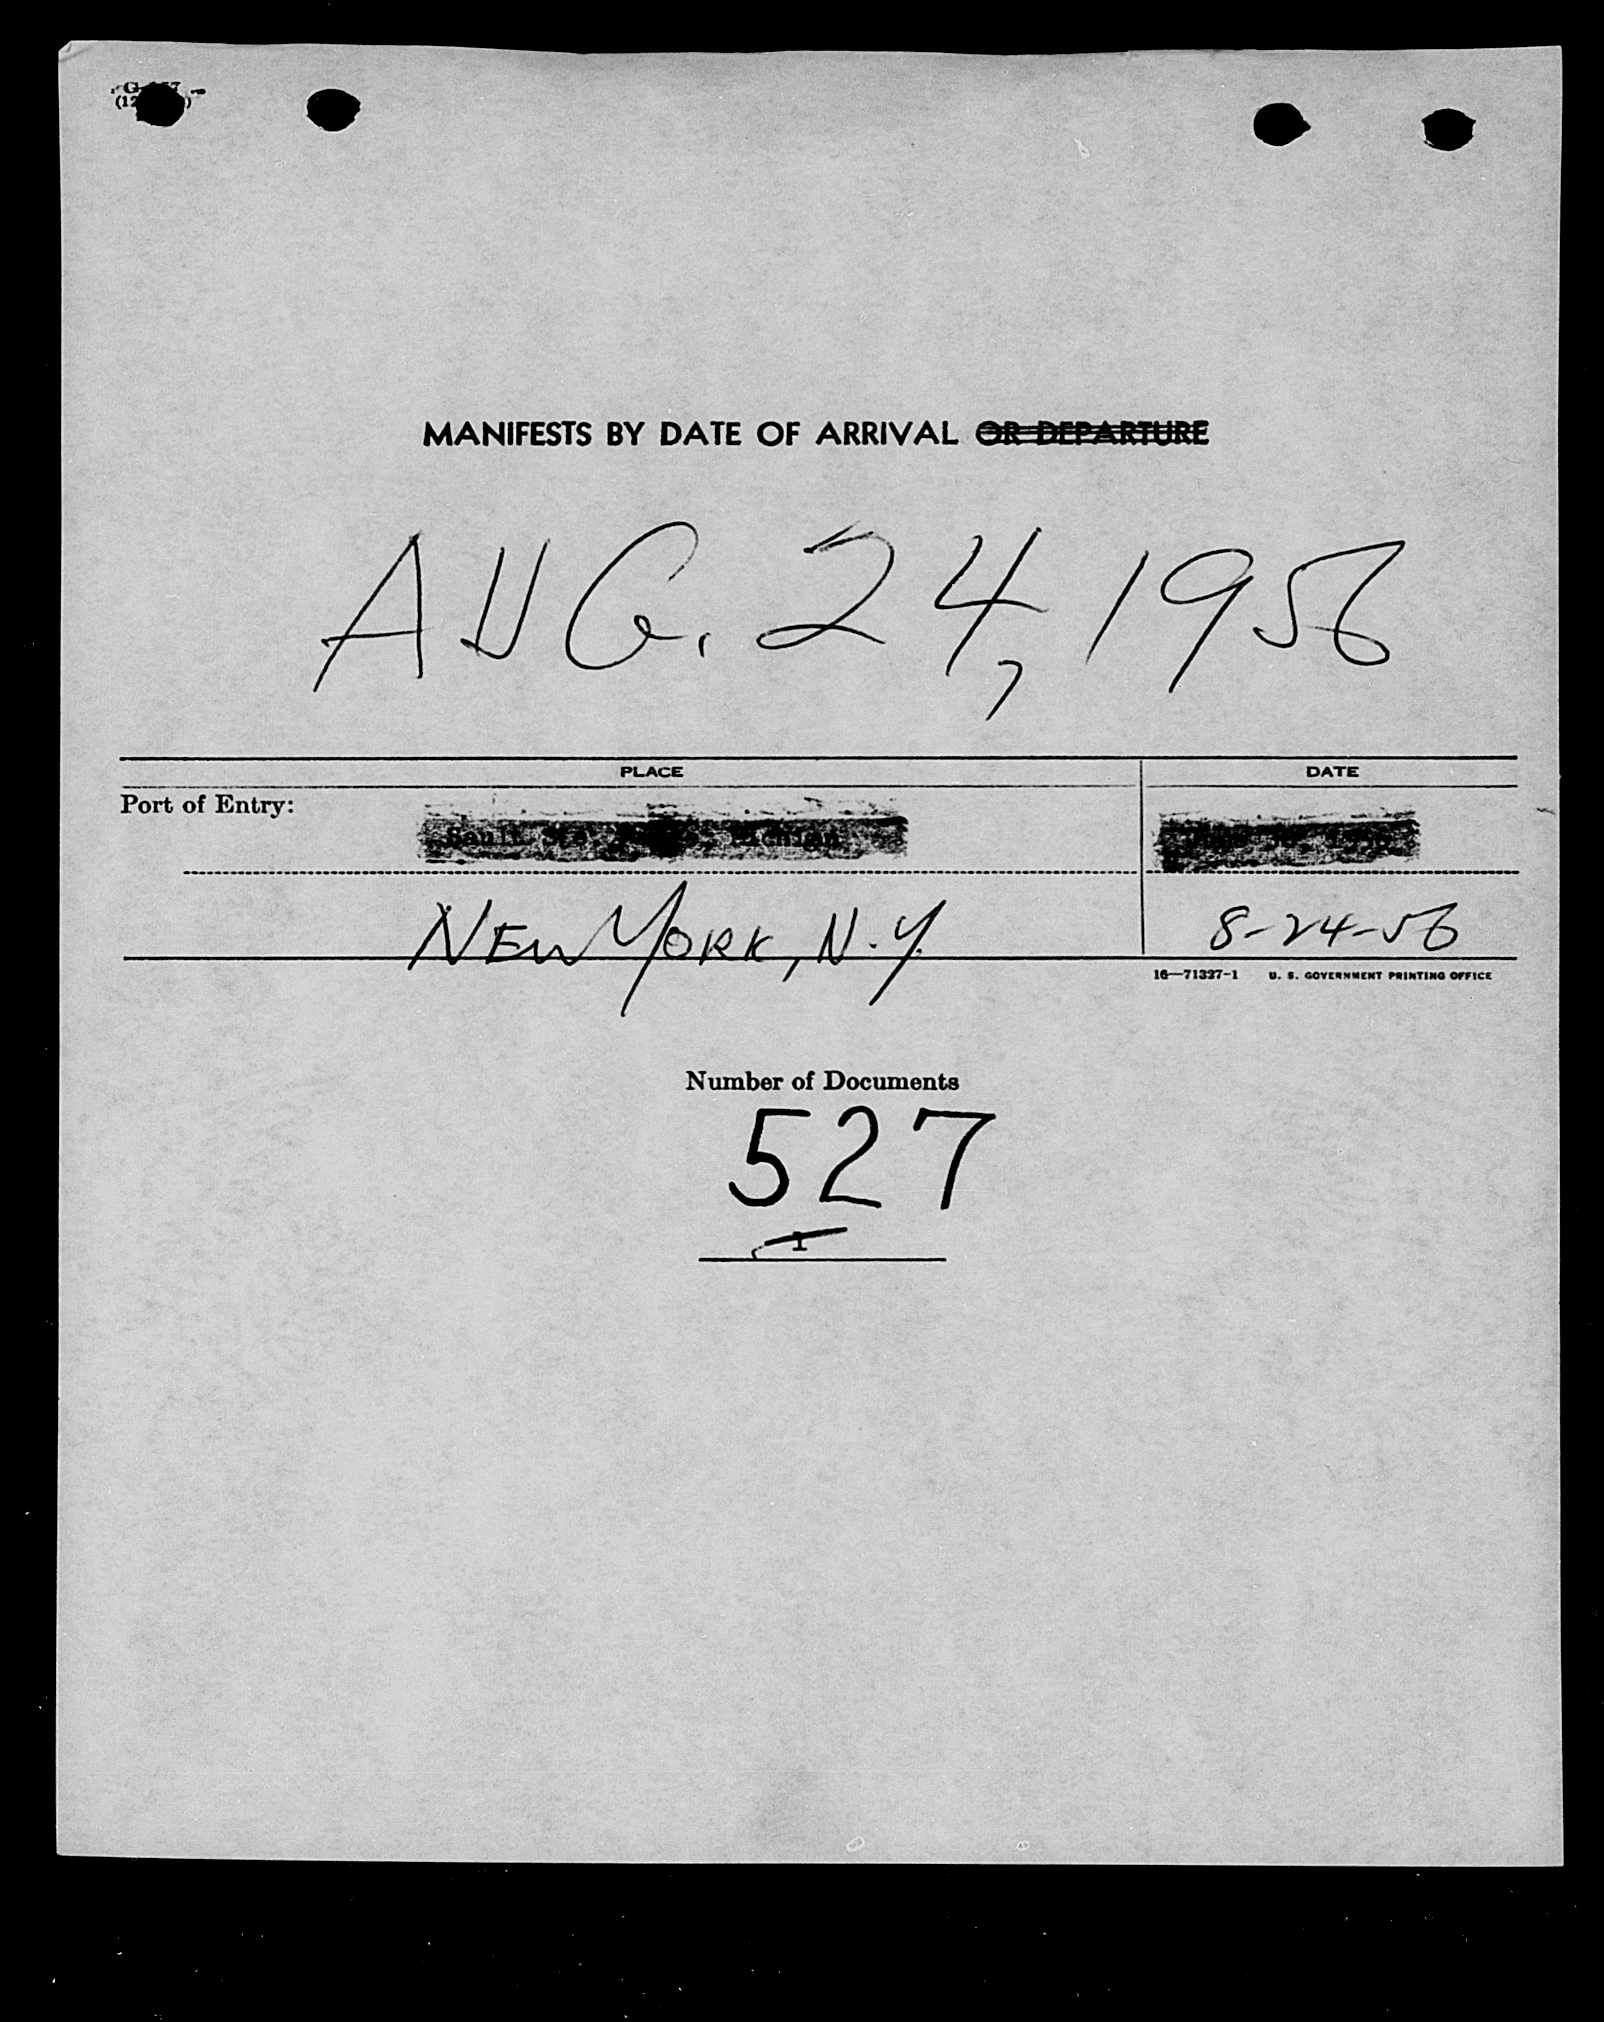 MANIFESTS BY DATE OF ARRIVAL OR DEPARTURE
AUG. 24, 1956
PLACE
DATE
Port of Entry:
NEW YORK, N.Y.
8-24-56
16—71327-1 U. S. GOVERNMENT PRINTING OFFICE
Number of Documents
527
1